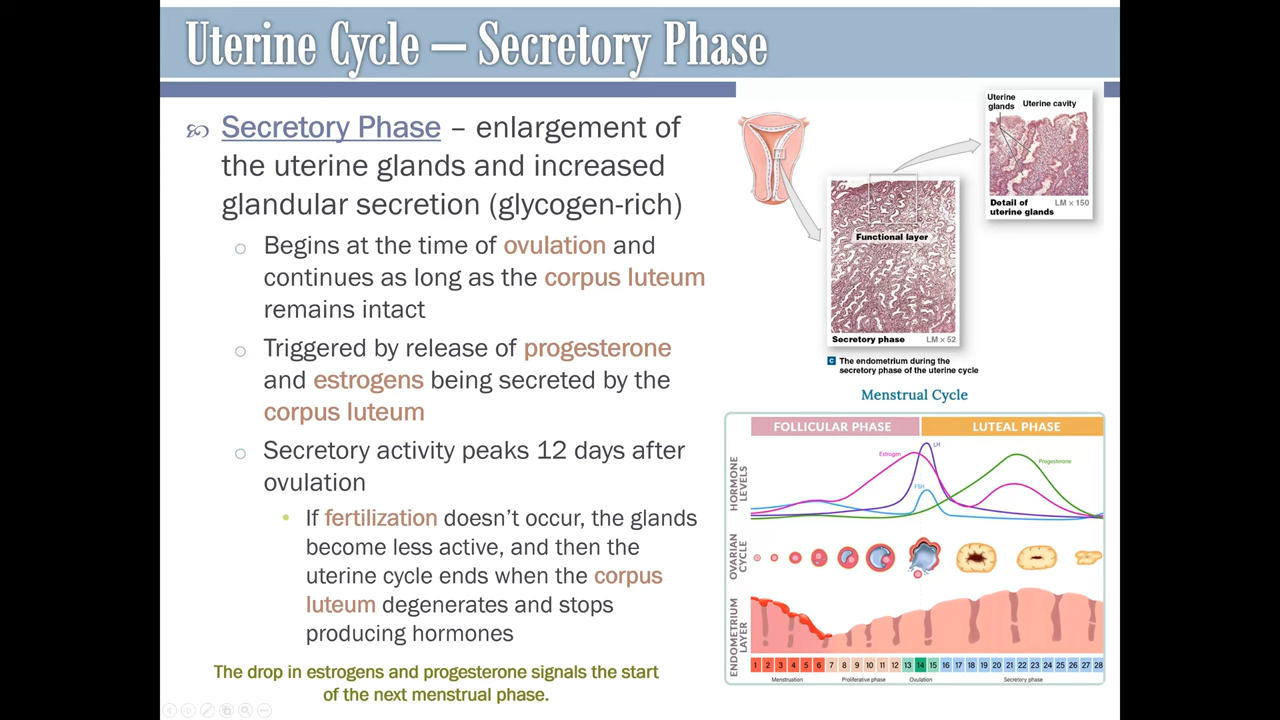 Uterine Cycle – Secretory Phase
Secretory Phase – enlargement of
the uterine glands and increased
glandular secretion (glycogen-rich)
Begins at the time of ovulation and
continues as long as the corpus luteum
remains intact
Triggered by release of progesterone
and estrogens being secreted by the
corpus luteum
Secretory activity peaks 12 days after
ovulation
If fertilization doesn't occur, the glands
become less active, and then the
uterine cycle ends when the corpus
luteum degenerates and stops
producing hormones
The drop in estrogens and progesterone signals the start
of the next menstrual phase.
Uterine
glands
Uterine cavity
Detail of
uterine glands
LM × 150
Functional layer
Secretory phase
LM × 52
C The endometrium during the
secretory phase of the uterine cycle
Menstrual Cycle
FOLLICULAR PHASE
LUTEAL PHASE
HORMONE
LEVELS
Estrogen
LH
FSH
Progesterone
OVARIAN
CYCLE
ENDOMETRIUM
LAYER
1 2 3 4 5 6 7 8 9 10 11 12 13 14 15 16 17 18 19 20 21 22 23 24 25 26 27 28
Menstruation
Proliferative phase
Ovulation
Secretory phase